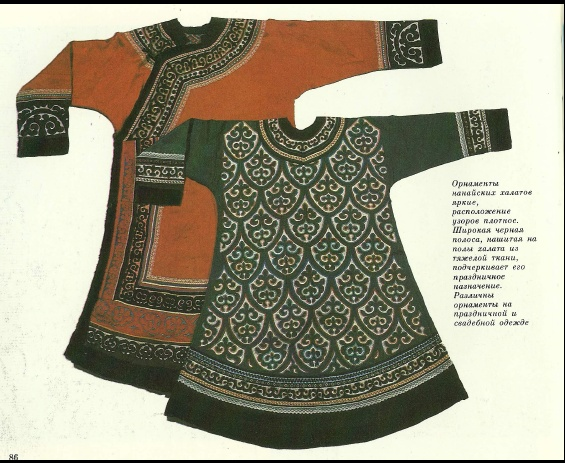 Орнаменты
нанайских халатов
яркие,
расположение
узоров плотное.
Широкая черная
полоса, нашитая на
полы халата из
тяжелой ткани,
подчеркивает его
праздничное
назначение.
Различны
орнаменты на
праздничной и
свадебной одежде
86